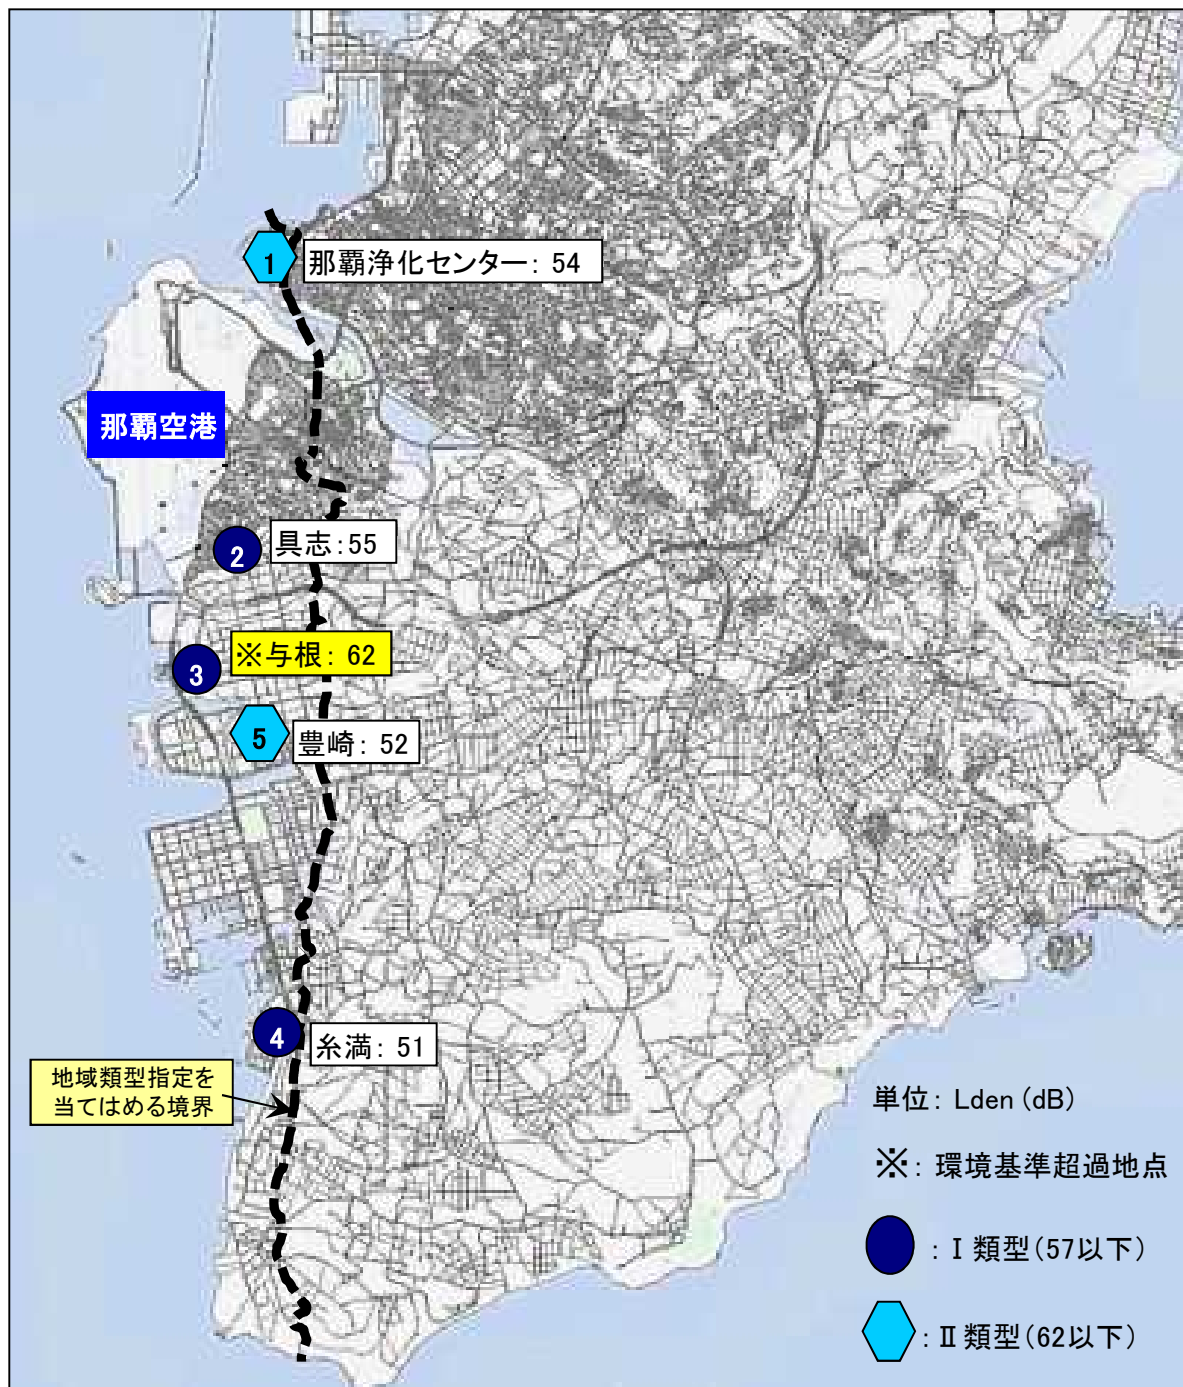 1
那覇浄化センター: 54
那覇空港
2
具志:55
3
※与根: 62
5
豊崎: 52
4
糸満: 51
地域類型指定を
当てはめる境界
単位: Lden (dB)
※: 環境基準超過地点
: Ⅰ類型(57以下)
: Ⅱ類型(62以下)